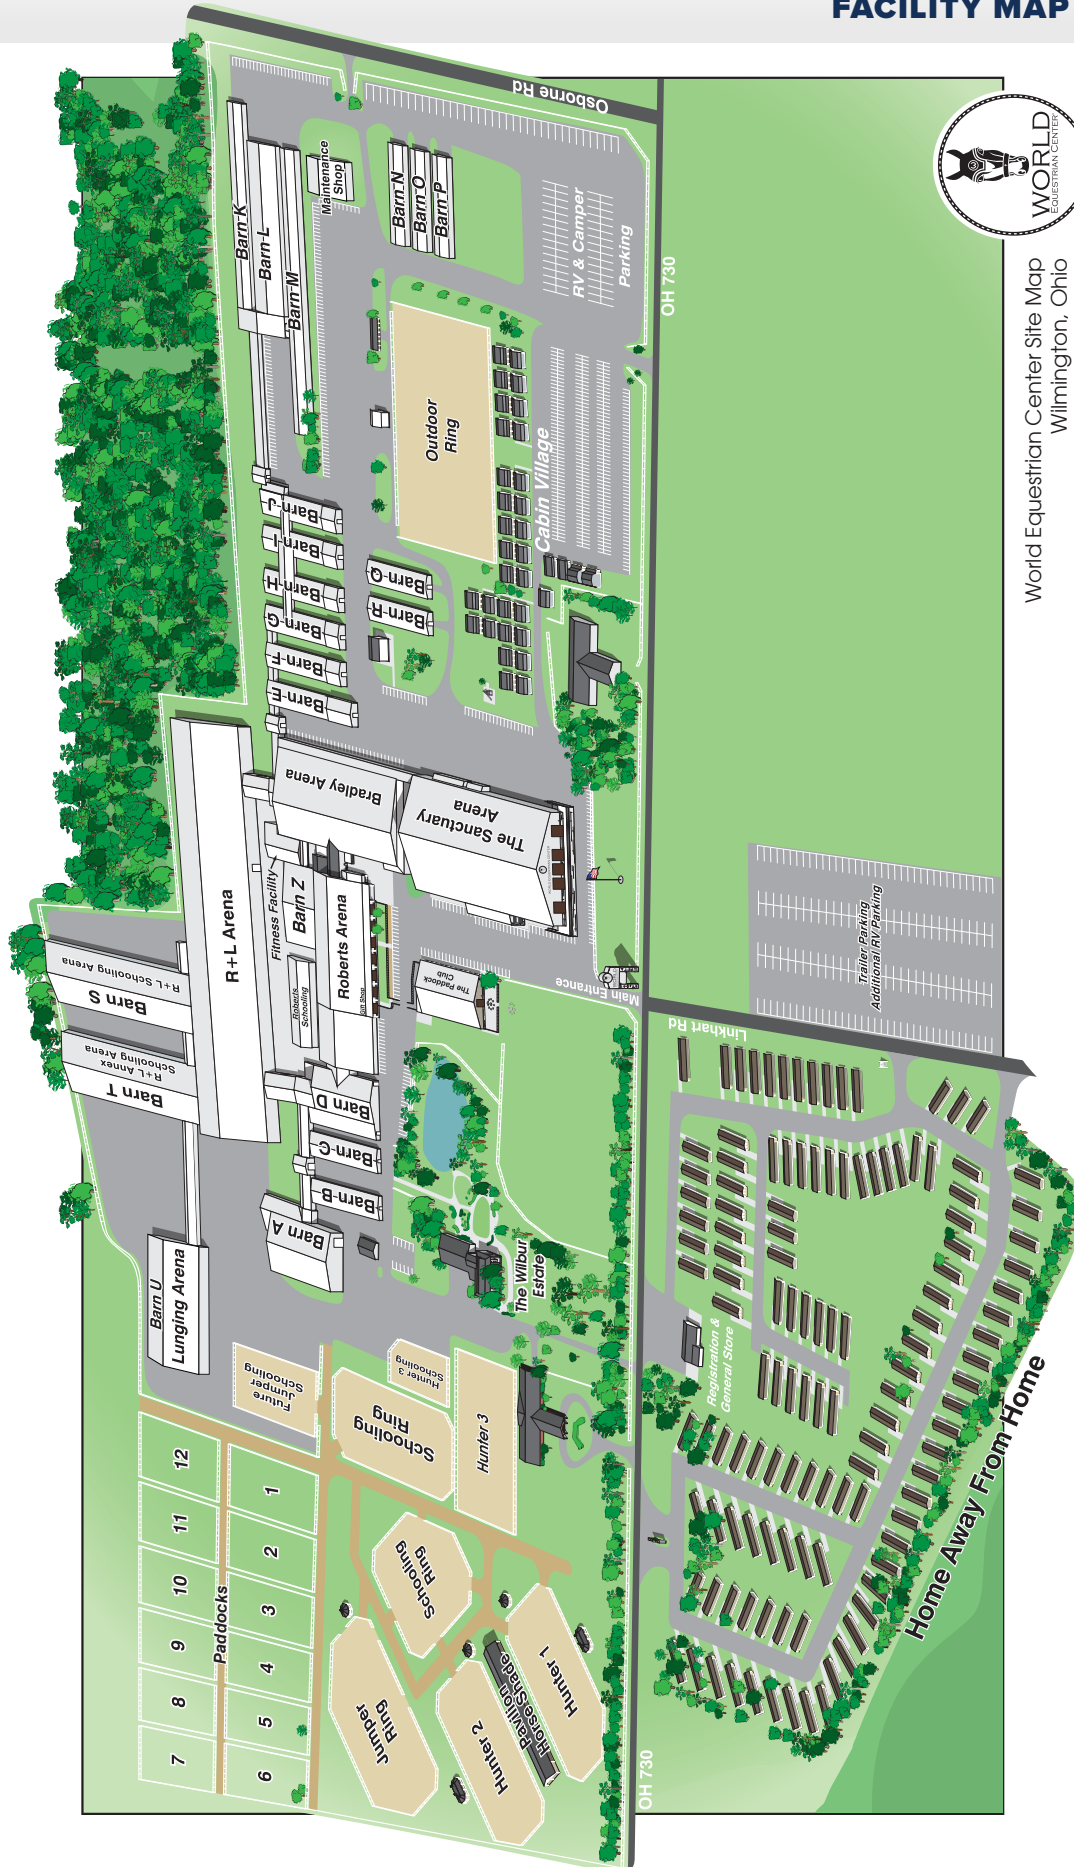 FACILITY MAP
Osborne Rd
WORLD
EQUESTRIAN CENTER
World Equestrian Center Site Map
Wilmington, Ohio
Barn K
Barn L
Barn M
Maintenance
Shop
Barn N
Barn O
Barn P
RV & Camper
Parking
OH 730
Outdoor
Ring
Cabin Village
Barn J
Barn I
Barn H
Barn G
Barn F
Barn E
Barn Q
Barn R
Bradley Arena
The Sanctuary
Arena
R+L Arena
Fitness Facility
Barn Z
Roberts Arena
Roberts
Schooling
Gift Shop
The Paddock
Club
Main Entrance
Trailer Parking
Additional RV Parking
Linkhart Rd
R+L Schooling Arena
Barn S
R+L Annex
Schooling Arena
Barn T
Barn D
Barn C
Barn B
Barn A
Barn U
Lunging Arena
The Wilbur
Estate
Registration &
General Store
Home Away From Home
Future
Jumper
Schooling
Schooling
Ring
Hunter 3
Schooling
Hunter 3
Schooling
Ring
Jumper
Ring
Hunter 2
Pavilion
Horse Shade
Hunter 1
Paddocks
12
11
10
9
8
7
1
2
3
4
5
6
OH 730